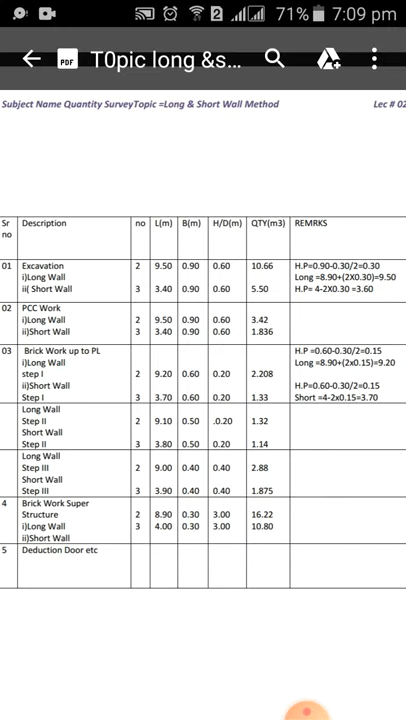 2 71% 7:09 pm
PDF T0pic long &s...
Subject Name Quantity SurveyTopic =Long & Short Wall Method Lec # 02
Sr no Description no L(m) B(m) H/D(m) QTY(m3) REMRKS
01 Excavation H.P=0.90-0.30/2=0.30
i)Long Wall 2 9.50 0.90 0.60 10.66 Long =8.90+(2X0.30)=9.50
ii( Short Wall 3 3.40 0.90 0.60 5.50 H.P= 4-2X0.30 =3.60
02 PCC Work
i)Long Wall 2 9.50 0.90 0.60 3.42
ii)Short Wall 3 3.40 0.90 0.60 1.836
03 Brick Work up to PL H.P =0.60-0.30/2=0.15
i)Long Wall Long =8.90+(2x0.15)=9.20
step I 2 9.20 0.60 0.20 2.208
ii)Short Wall H.P=0.60-0.30/2=0.15
Step I 3 3.70 0.60 0.20 1.33 Short =4-2x0.15=3.70
Long Wall
Step II 2 9.10 0.50 .0.20 1.32
Short Wall
Step II 3 3.80 0.50 0.20 1.14
Long Wall
Step III 2 9.00 0.40 0.40 2.88
Short Wall
Step III 3 3.90 0.40 0.40 1.875
4 Brick Work Super
Structure 2 8.90 0.30 3.00 16.22
i)Long Wall 3 4.00 0.30 3.00 10.80
ii)Short Wall
5 Deduction Door etc